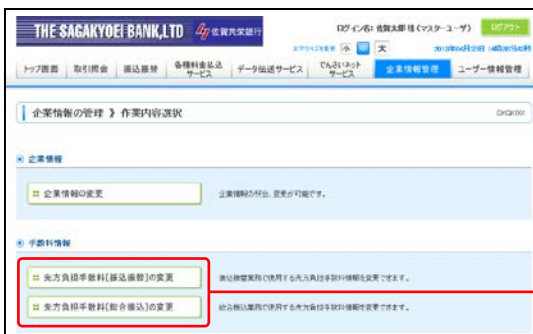 THE SAGAKYOEI BANK,LTD 佐賀共栄銀行
ログイン名: 佐賀太郎 様 (マスターユーザ) ログアウト
文字サイズを変更 小 中 大
トップ画面 取引照会 振込振替 各種料金払込サービス データ伝送サービス でんさいネットサービス 企業情報管理 ユーザー情報管理
企業情報の管理 》 作業内容選択
企業情報
企業情報の変更 企業情報の照会、変更が可能です。
手数料情報
先方負担手数料[振込振替]の変更 振込振替業務で使用する先方負担手数料情報を変更できます。
先方負担手数料[総合振込]の変更 総合振込業務で使用する先方負担手数料情報を変更できます。